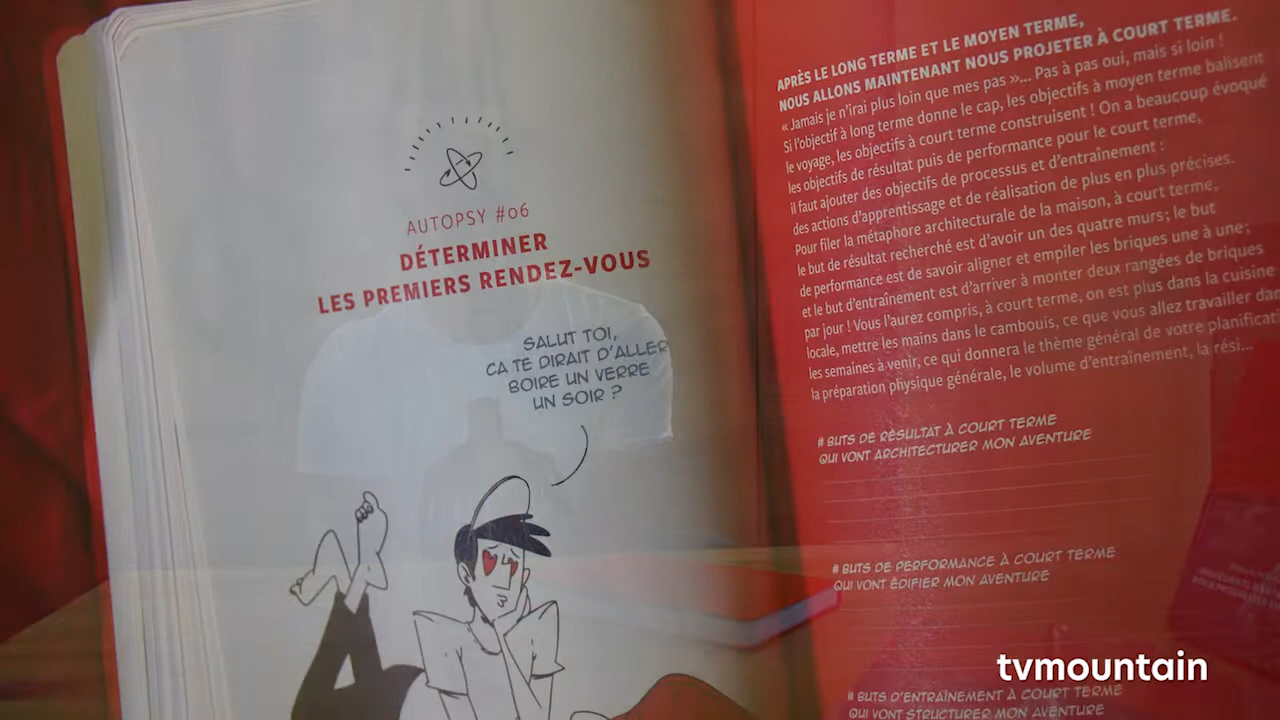 AUTOPSY #06
DÉTERMINER
LES PREMIERS RENDEZ-VOUS
SALUT TOI,
CA TE DIRAIT D'ALLER
BOIRE UN VERRE
UN SOIR ?
APRÈS LE LONG TERME ET LE MOYEN TERME,
NOUS ALLONS MAINTENANT NOUS PROJETER À COURT TERME.
« Jamais je n'irai plus loin que mes pas »... Pas à pas oui, mais si loin !
Si l'objectif à long terme donne le cap, les objectifs à moyen terme balisent
le voyage, les objectifs à court terme construisent ! On a beaucoup évoqué
les objectifs de résultat puis de performance pour le court terme,
il faut ajouter des objectifs de processus et d'entraînement :
des actions d'apprentissage et de réalisation de plus en plus précises.
Pour filer la métaphore architecturale de la maison, à court terme,
le but de résultat recherché est d'avoir un des quatre murs ; le but
de performance est de savoir aligner et empiler les briques une à une ;
et le but d'entraînement est d'arriver à monter deux rangées de briques
par jour ! Vous l'aurez compris, à court terme, on est plus dans la cuisine
locale, mettre les mains dans le cambouis, ce que vous allez travailler
les semaines à venir, ce qui donnera le thème général de votre
la préparation physique générale, le volume d'entraînement, la
# BUTS DE RÉSULTAT À COURT TERME
QUI VONT ARCHITECTURER MON AVENTURE
# BUTS DE PERFORMANCE À COURT TERME
QUI VONT ÉDIFIER MON AVENTURE
tvmountain
# BUTS D'ENTRAÎNEMENT À COURT TERME
QUI VONT STRUCTURER MON AVENTURE